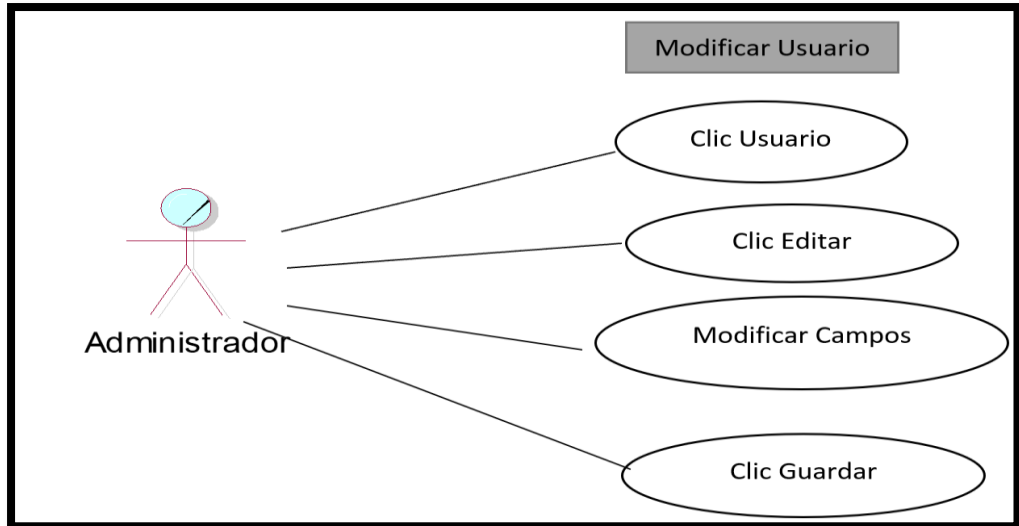 Modificar Usuario
Clic Usuario
Clic Editar
Modificar Campos
Administrador
Clic Guardar